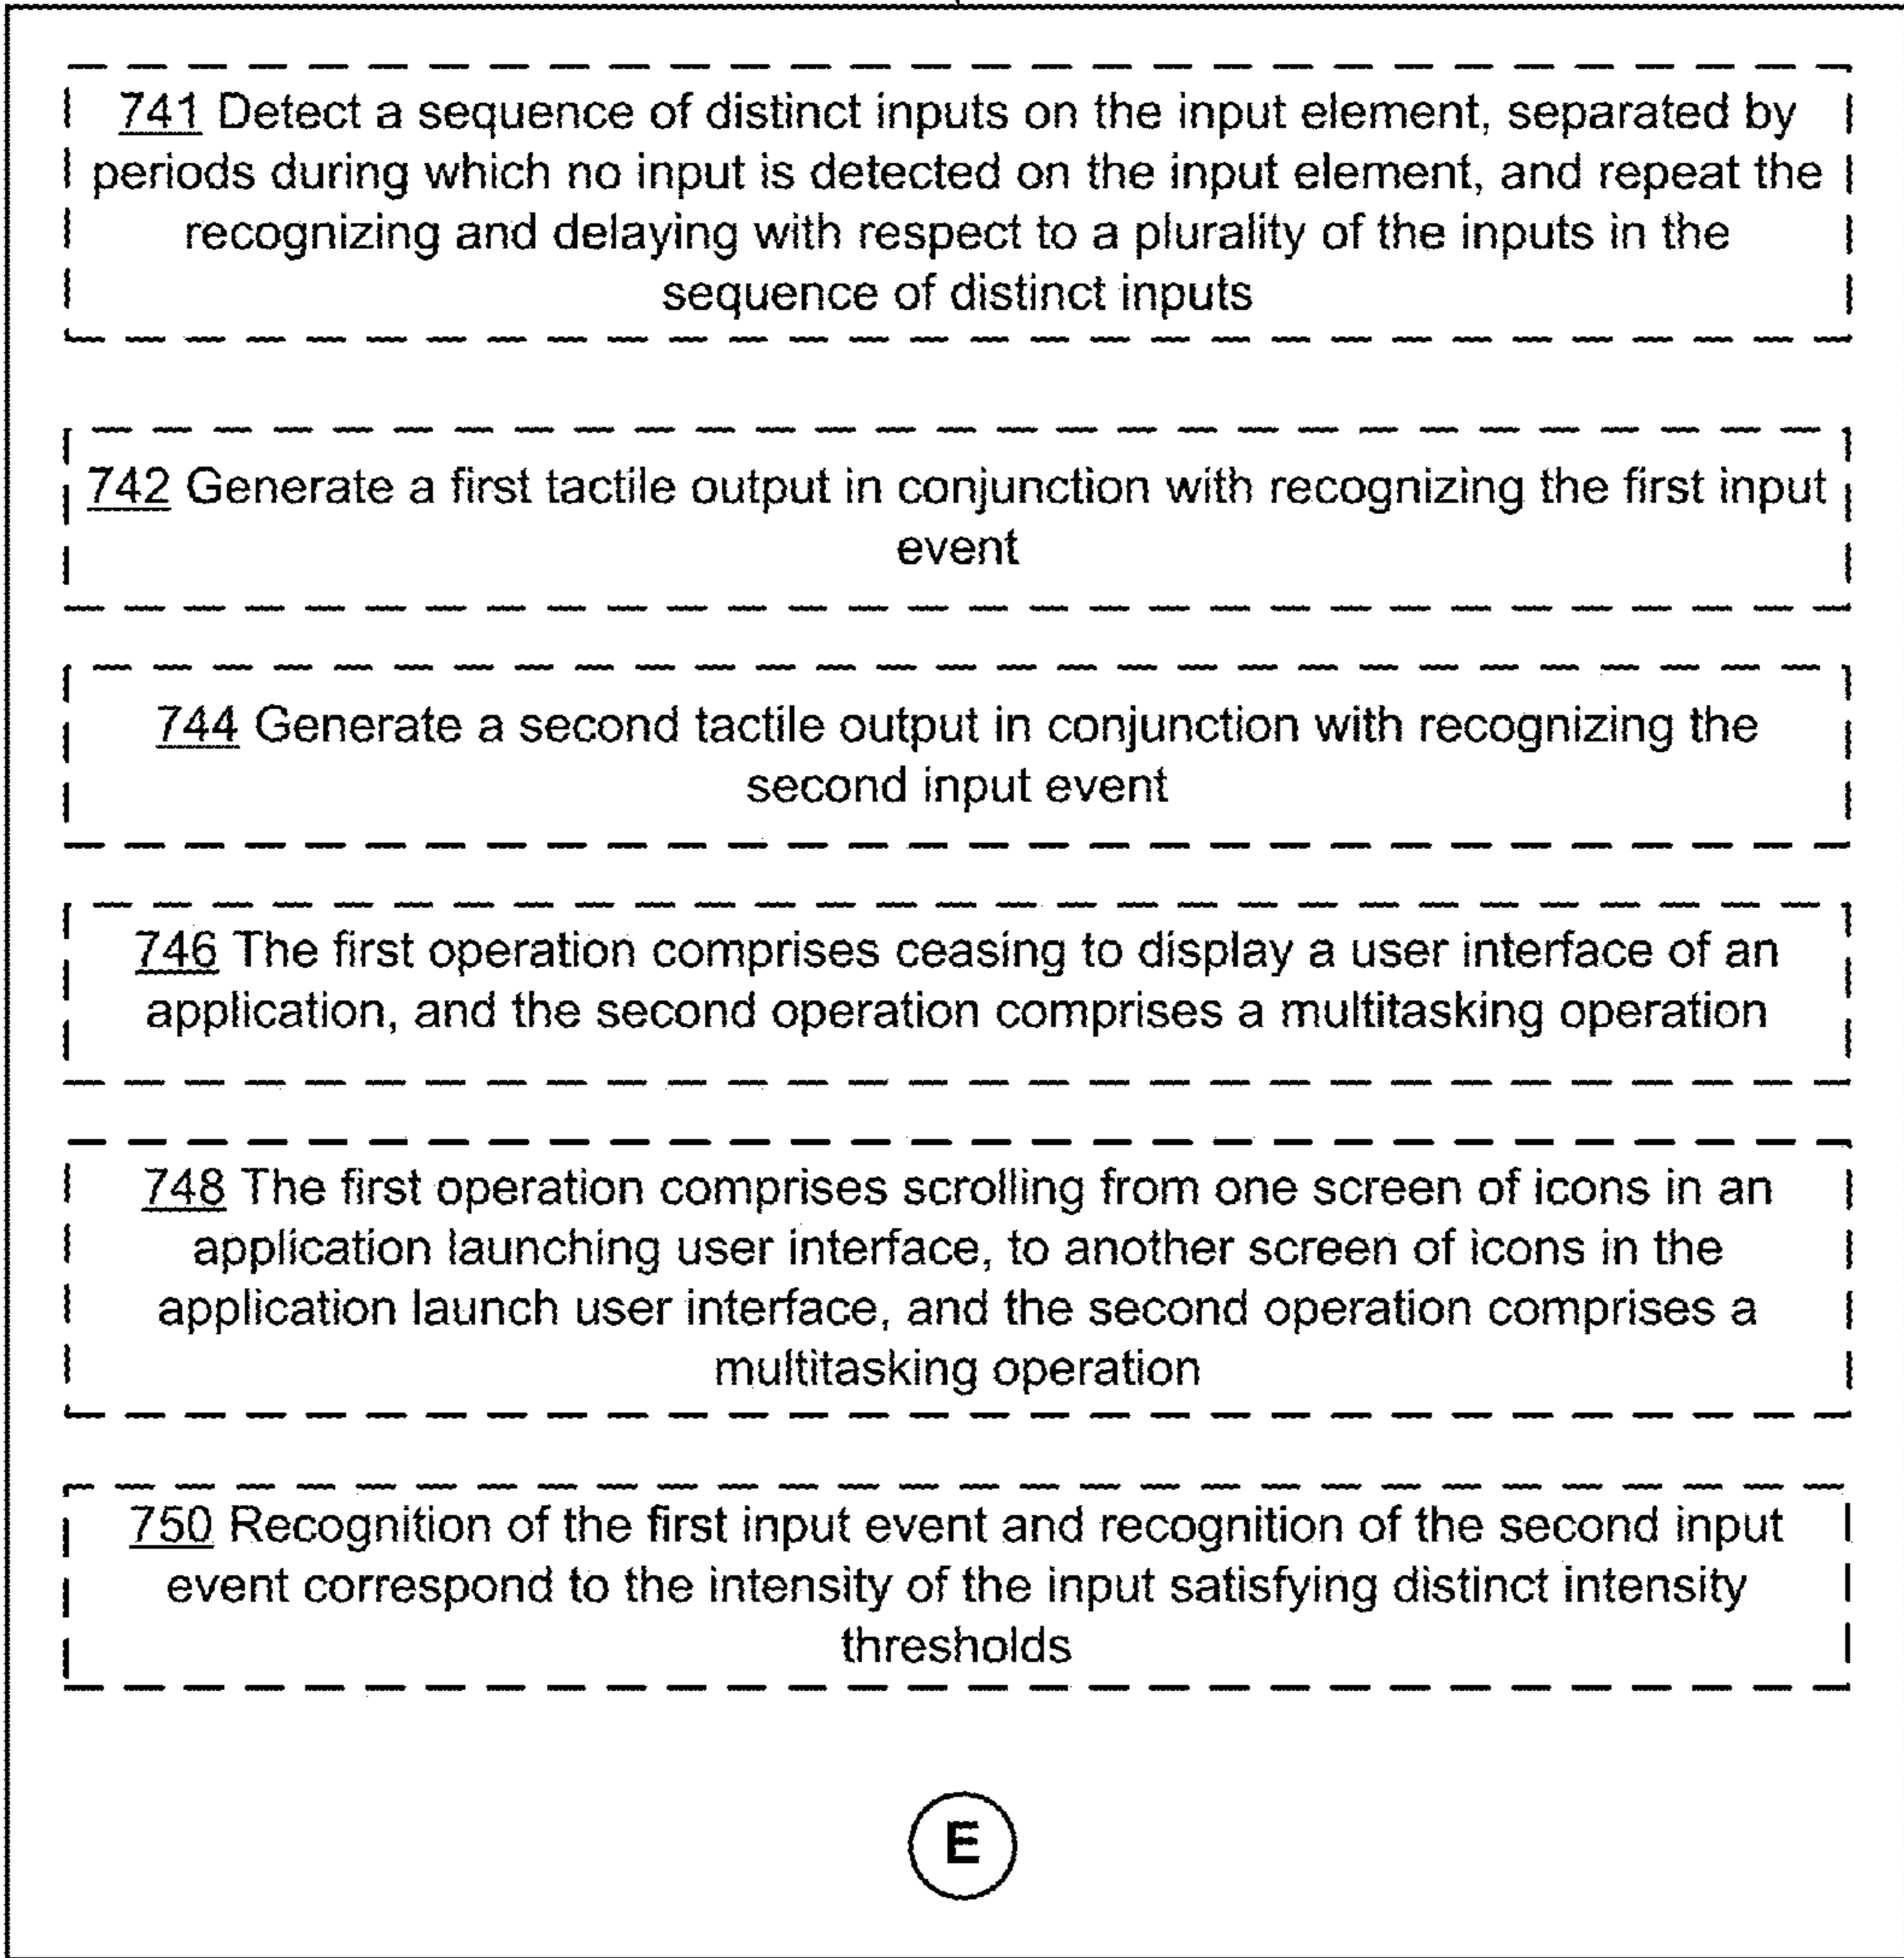 741 Detect a sequence of distinct inputs on the input element, separated by
periods during which no input is detected on the input element, and repeat the
recognizing and delaying with respect to a plurality of the inputs in the
sequence of distinct inputs
742 Generate a first tactile output in conjunction with recognizing the first input
event
744 Generate a second tactile output in conjunction with recognizing the
second input event
746 The first operation comprises ceasing to display a user interface of an
application, and the second operation comprises a multitasking operation
748 The first operation comprises scrolling from one screen of icons in an
application launching user interface, to another screen of icons in the
application launch user interface, and the second operation comprises a
multitasking operation
750 Recognition of the first input event and recognition of the second input
event correspond to the intensity of the input satisfying distinct intensity
thresholds
E